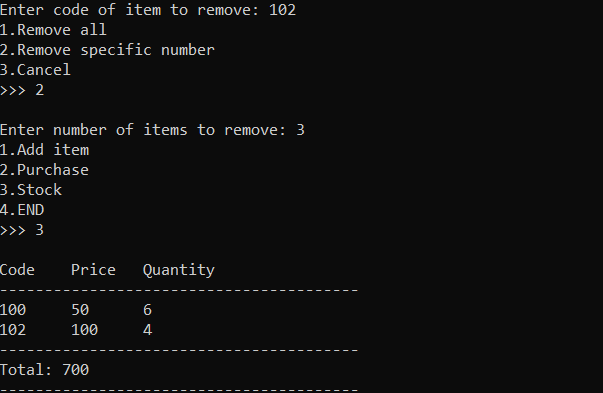 Enter code of item to remove: 102
1.Remove all
2.Remove specific number
3.Cancel
>>> 2
Enter number of items to remove: 3
1.Add item
2.Purchase
3.Stock
4.END
>>> 3
Code    Price   Quantity
----------------------------------------
100     50      6
102     100     4
----------------------------------------
Total: 700
----------------------------------------